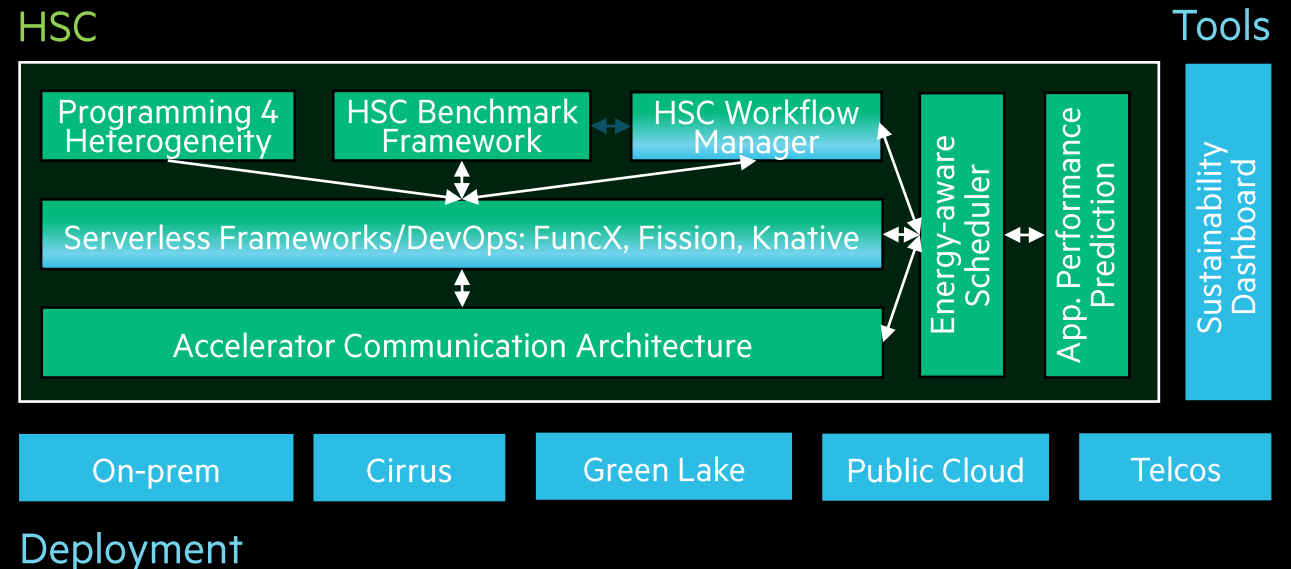 HSC
Tools
Programming 4
Heterogeneity
HSC Benchmark
Framework
HSC Workflow
Manager
Energy-aware
Scheduler
App. Performance
Prediction
Sustainability
Dashboard
Serverless Frameworks/DevOps: FuncX, Fission, Knative
Accelerator Communication Architecture
On-prem
Cirrus
Green Lake
Public Cloud
Telcos
Deployment